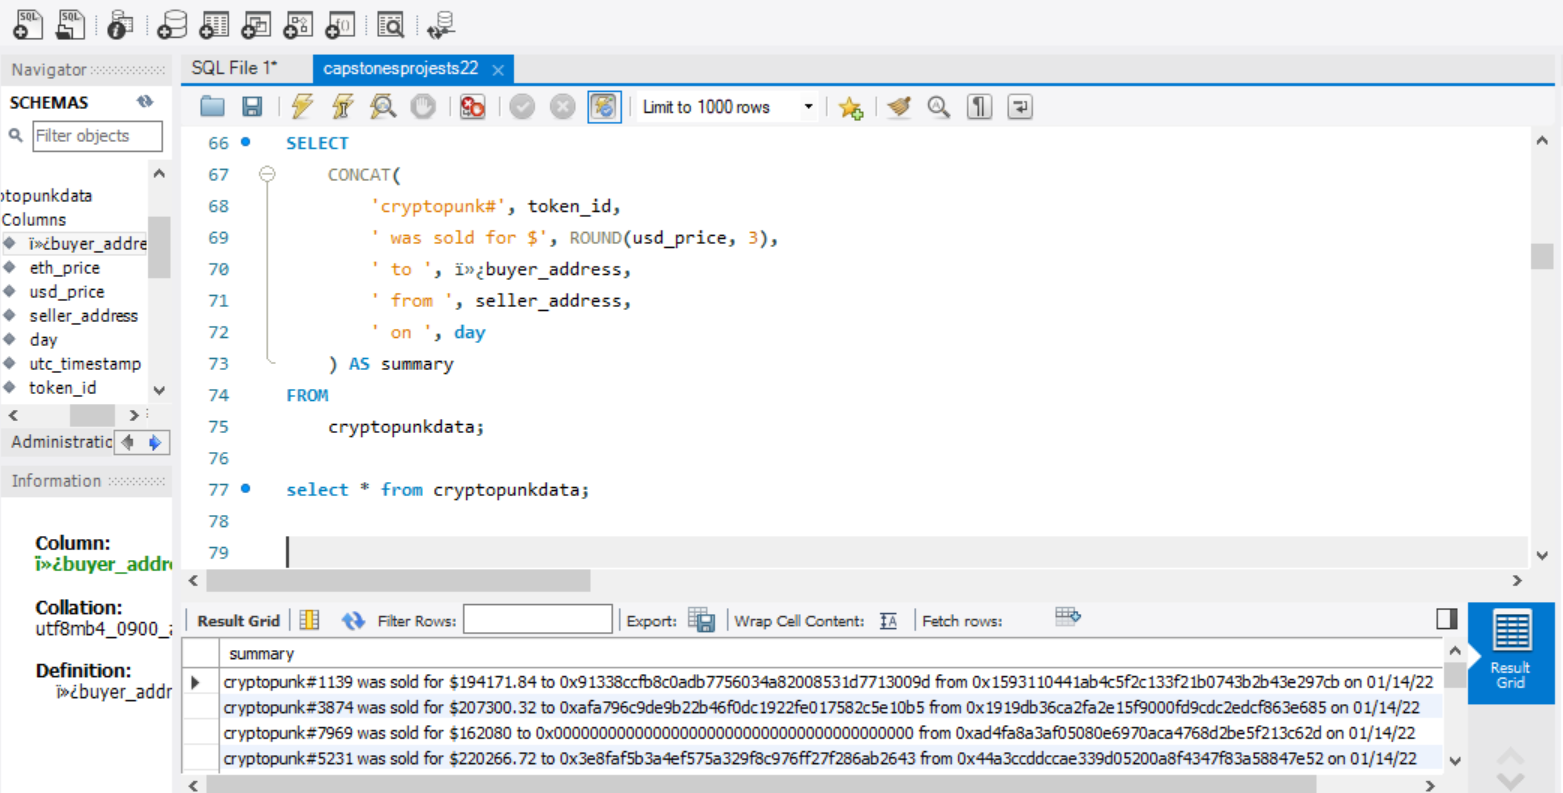 SQL SQL
Navigator
SQL File 1*
capstonesprojests22
SCHEMAS
Limit to 1000 rows
Filter objects
otopunkdata
Columns
ï»¿buyer_addre
eth_price
usd_price
seller_address
day
utc_timestamp
token_id
Administratic
Information
Column:
ï»¿buyer_addr
Collation:
utf8mb4_0900_a
Definition:
ï»¿buyer_addr
66 SELECT
67 CONCAT(
68 'cryptopunk#', token_id,
69 ' was sold for $', ROUND(usd_price, 3),
70 ' to ', ï»¿buyer_address,
71 ' from ', seller_address,
72 ' on ', day
73 ) AS summary
74 FROM
75 cryptopunkdata;
76
77 select * from cryptopunkdata;
78
79
Result Grid Filter Rows: Export: Wrap Cell Content: IA Fetch rows:
summary
cryptopunk#1139 was sold for $194171.84 to 0x91338ccfb8c0adb7756034a82008531d7713009d from 0x1593110441ab4c5f2c133f21b0743b2b43e297cb on 01/14/22
cryptopunk#3874 was sold for $207300.32 to 0xafa796c9de9b22b46f0dc1922fe017582c5e10b5 from 0x1919db36ca2fa2e15f9000fd9cdc2edcf863e685 on 01/14/22
cryptopunk#7969 was sold for $162080 to 0x0000000000000000000000000000000000000000 from 0xad4fa8a3af05080e6970aca4768d2be5f213c62d on 01/14/22
cryptopunk#5231 was sold for $220266.72 to 0x3e8faf5b3a4ef575a329f8c976ff27f286ab2643 from 0x44a3ccddccae339d05200a8f4347f83a58847e52 on 01/14/22
Result
Grid